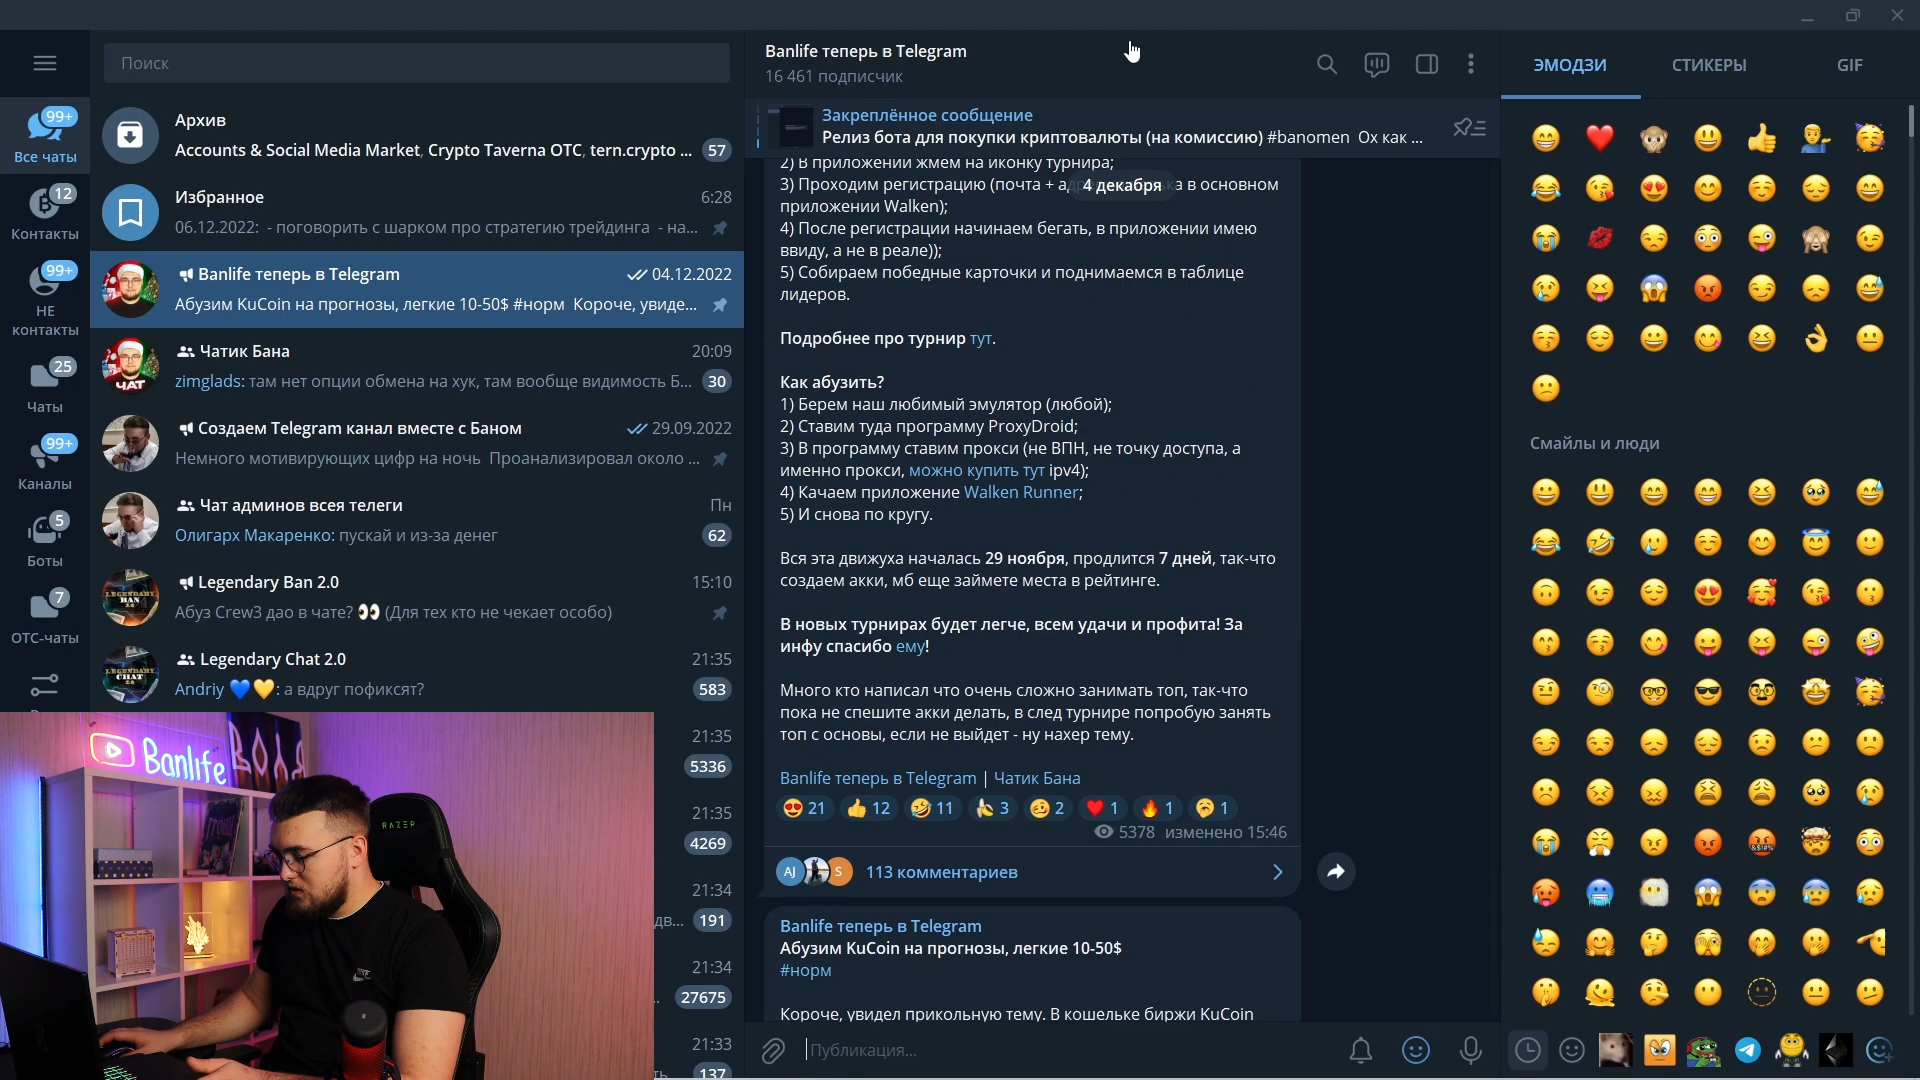 Поиск
99+
Все чаты
12
Контакты
99+
НЕ
контакты
25
Чаты
99+
Каналы
5
Боты
7
ОТС-чаты
Архив
Accounts & Social Media Market, Crypto Taverna OTC, tern.crypto ...
57
Избранное
6:28
06.12.2022: - поговорить с шарком про стратегию трейдинга - на...
Banlife теперь в Telegram
04.12.2022
Абузим KuCoin на прогнозы, легкие 10-50$ #норм Короче, увиде...
Чатик Бана
20:09
zimglads: там нет опции обмена на хук, там вообще видимость Б...
30
ЧАТ
Создаем Telegram канал вместе с Баном
29.09.2022
Немного мотивирующих цифр на ночь Проанализировал около ...
Чат админов всея телеги
Пн
Олигарх Макаренко: пускай и из-за денег
62
Legendary Ban 2.0
15:10
Абуз Crew3 дао в чате? 👀 (Для тех кто не чекает особо)
LEGENDARY
BAN
2.0
Legendary Chat 2.0
21:35
Andriy 💙💛: а вдруг пофиксят?
583
LEGENDARY
CHAT
2.0
21:35
5336
21:35
4269
21:34
дв... 191
21:34
27675
21:33
137
Banlife
RAZER
Banlife теперь в Telegram
16 461 подписчик
Закреплённое сообщение
Релиз бота для покупки криптовалюты (на комиссию) #banomen Ох как ...
2) В приложении жмем на иконку турнира;
4 декабря
3) Проходим регистрацию (почта + в основном
приложении Walken);
4) После регистрации начинаем бегать, в приложении имею
ввиду, а не в реале));
5) Собираем победные карточки и поднимаемся в таблице
лидеров.
Подробнее про турнир тут.
Как абузить?
1) Берем наш любимый эмулятор (любой);
2) Ставим туда программу ProxyDroid;
3) В программу ставим прокси (не ВПН, не точку доступа, а
именно прокси, можно купить тут ipv4);
4) Качаем приложение Walken Runner;
5) И снова по кругу.
Вся эта движуха началась 29 ноября, продлится 7 дней, так-что
создаем акки, мб еще займете места в рейтинге.
В новых турнирах будет легче, всем удачи и профита! За
инфу спасибо ему!
Много кто написал что очень сложно занимать топ, так-что
пока не спешите акки делать, в след турнире попробую занять
топ с основы, если не выйдет - ну нахер тему.
Banlife теперь в Telegram | Чатик Бана
😍 21 👍 12 🤣 11 🍌 3 🥴 2 ❤ 1 🔥 1 🤔 1
5378 изменено 15:46
AJ S 113 комментариев
Banlife теперь в Telegram
Абузим KuCoin на прогнозы, легкие 10-50$
#норм
Короче, увидел прикольную тему. В кошельке биржи KuCoin
Публикация...
ЭМОДЗИ
СТИКЕРЫ
GIF
Смайлы и люди